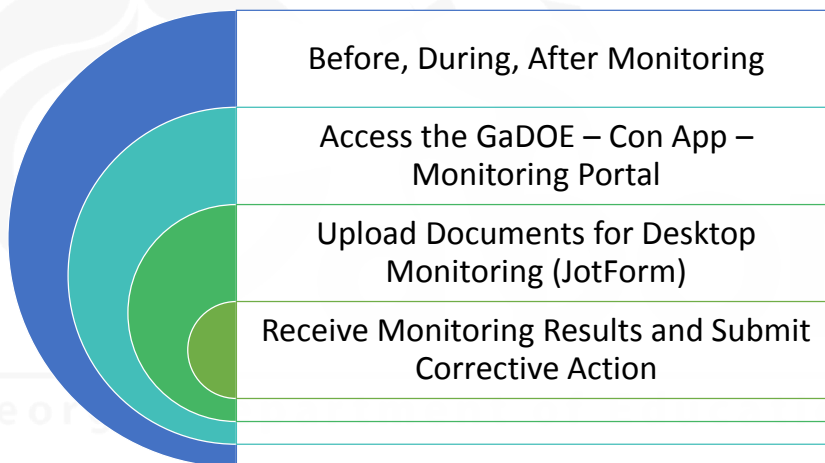 Before, During, After Monitoring
Access the GaDOE – Con App –
Monitoring Portal
Upload Documents for Desktop
Monitoring (JotForm)
Receive Monitoring Results and Submit
Corrective Action